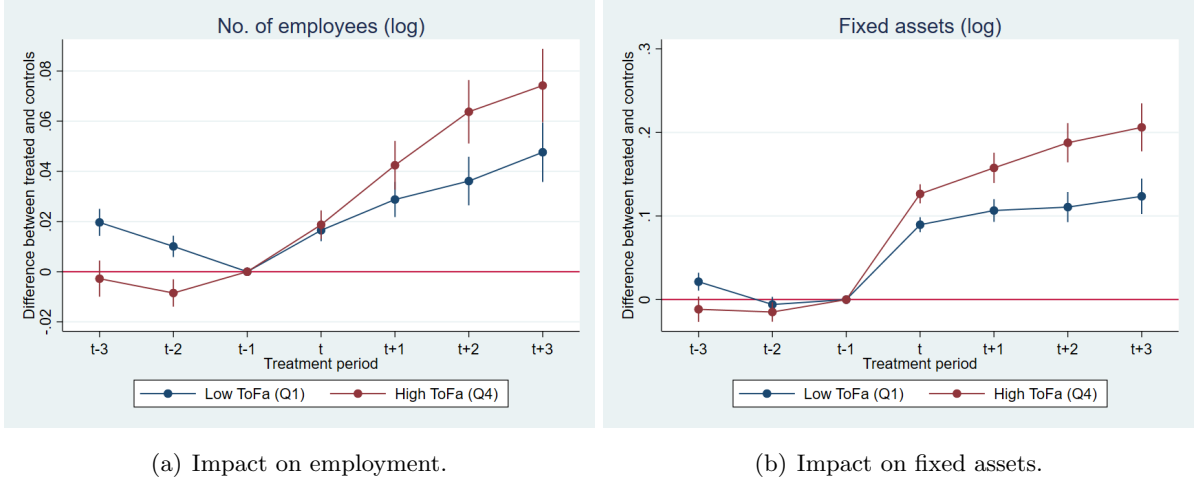 No. of employees (log)
Difference between treated and controls
.08
.06
.04
.02
0
-.02
t-3 t-2 t-1 t t+1 t+2 t+3
Treatment period
Low ToFa (Q1) High ToFa (Q4)
(a) Impact on employment.
Fixed assets (log)
Difference between treated and controls
.3
.2
.1
0
t-3 t-2 t-1 t t+1 t+2 t+3
Treatment period
Low ToFa (Q1) High ToFa (Q4)
(b) Impact on fixed assets.